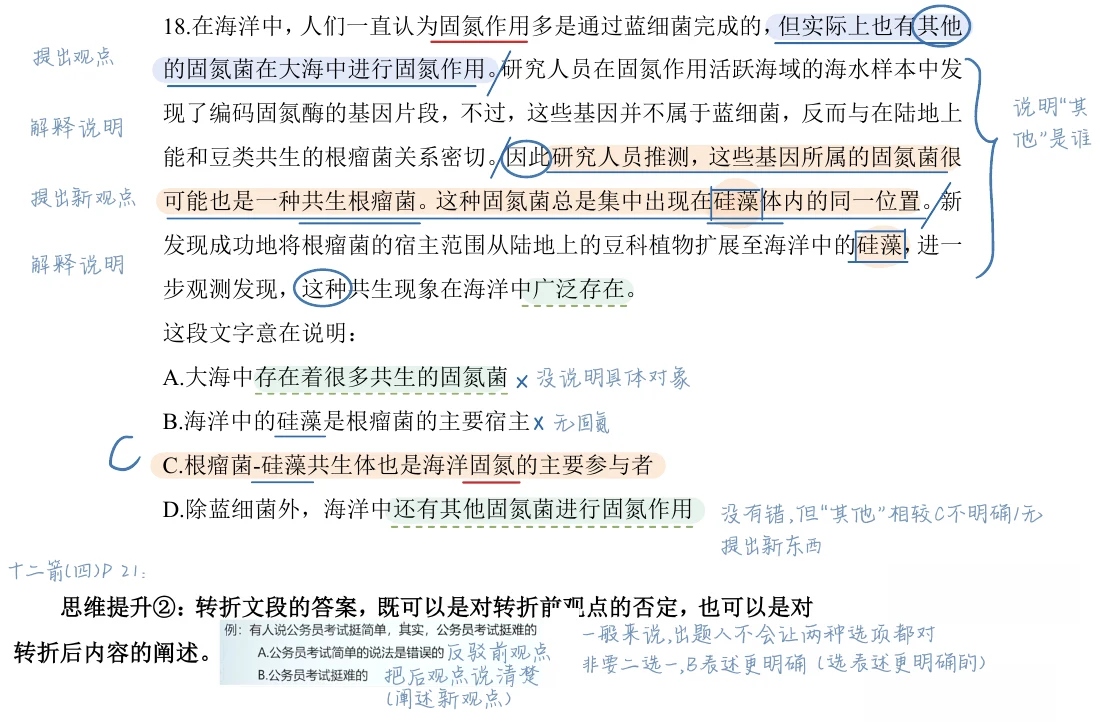 18.在海洋中，人们一直认为固氮作用多是通过蓝细菌完成的，但实际上也有其他
提出观点
的固氮菌在大海中进行固氮作用。研究人员在固氮作用活跃海域的海水样本中发
现了编码固氮酶的基因片段，不过，这些基因并不属于蓝细菌，反而与在陆地上
说明“其
他”是谁
解释说明
能和豆类共生的根瘤菌关系密切。因此研究人员推测，这些基因所属的固氮菌很
提出新观点
可能也是一种共生根瘤菌。这种固氮菌总是集中出现在硅藻体内的同一位置。新
发现成功地将根瘤菌的宿主范围从陆地上的豆科植物扩展至海洋中的硅藻，进一
解释说明
步观测发现，这种共生现象在海洋中广泛存在。
这段文字意在说明：
A.大海中存在着很多共生的固氮菌 × 没说明具体对象
B.海洋中的硅藻是根瘤菌的主要宿主× 无固氮
C
C.根瘤菌-硅藻共生体也是海洋固氮的主要参与者
D.除蓝细菌外，海洋中还有其他固氮菌进行固氮作用
没有错,但“其他”相较C不明确/无
提出新东西
十二箭(四)P 21:
思维提升②：转折文段的答案，既可以是对转折前观点的否定，也可以是对
转折后内容的阐述。
例：有人说公务员考试挺简单，其实，公务员考试挺难的
A.公务员考试简单的说法是错误的 反驳前观点
B.公务员考试挺难的 把后观点说清楚
(阐述新观点)
一般来说,出题人不会让两种选项都对
非要二选一,B表述更明确（选表述更明确的）